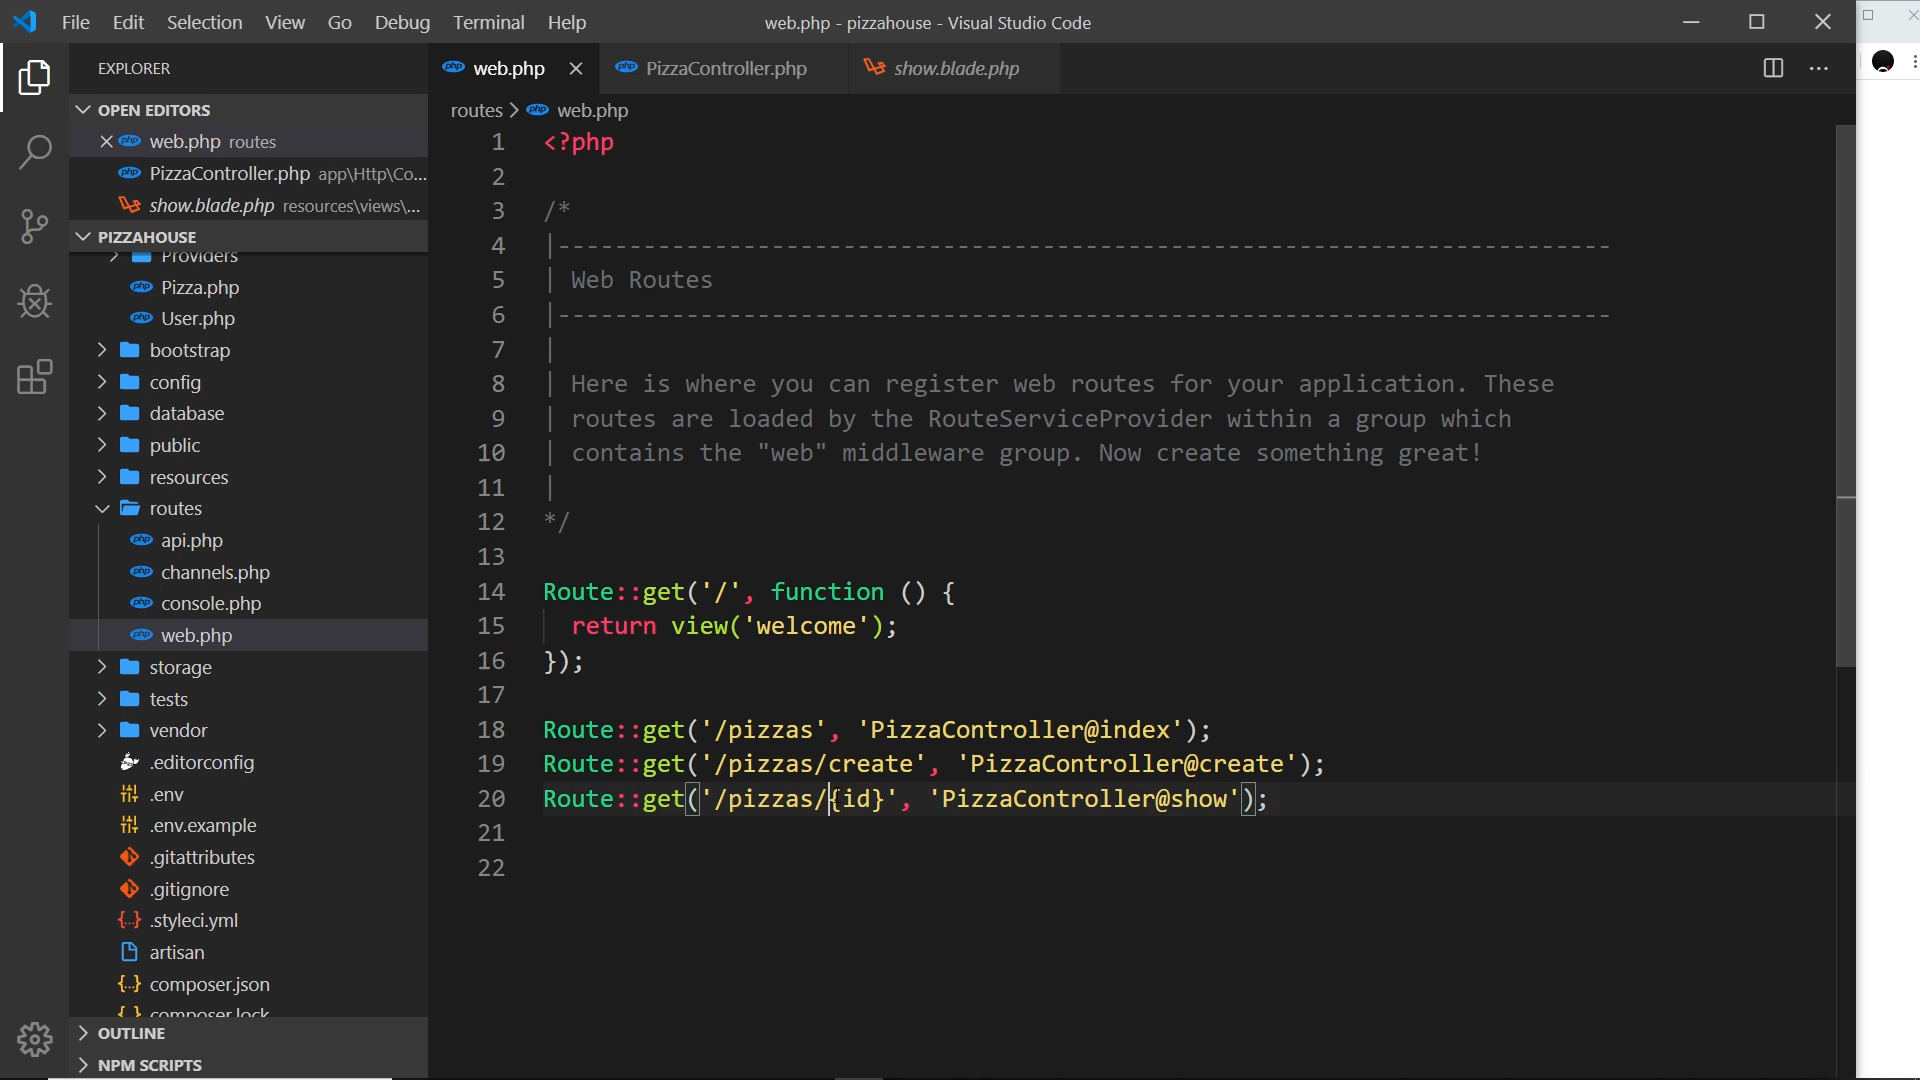 File Edit Selection View Go Debug Terminal Help
web.php - pizzahouse - Visual Studio Code
EXPLORER
OPEN EDITORS
web.php routes
PizzaController.php app\Http\Co...
show.blade.php resources\views\...
PIZZAHOUSE
Providers
Pizza.php
User.php
bootstrap
config
database
public
resources
routes
api.php
channels.php
console.php
web.php
storage
tests
vendor
.editorconfig
.env
.env.example
.gitattributes
.gitignore
.styleci.yml
artisan
composer.json
composer.lock
OUTLINE
NPM SCRIPTS
web.php PizzaController.php show.blade.php
routes > web.php
1 <?php
2
3 /*
4 |--------------------------------------------------------------------------
5 | Web Routes
6 |--------------------------------------------------------------------------
7 |
8 | Here is where you can register web routes for your application. These
9 | routes are loaded by the RouteServiceProvider within a group which
10 | contains the "web" middleware group. Now create something great!
11 |
12 */
13
14 Route::get('/', function () {
15 return view('welcome');
16 });
17
18 Route::get('/pizzas', 'PizzaController@index');
19 Route::get('/pizzas/create', 'PizzaController@create');
20 Route::get('/pizzas/{id}', 'PizzaController@show');
21
22